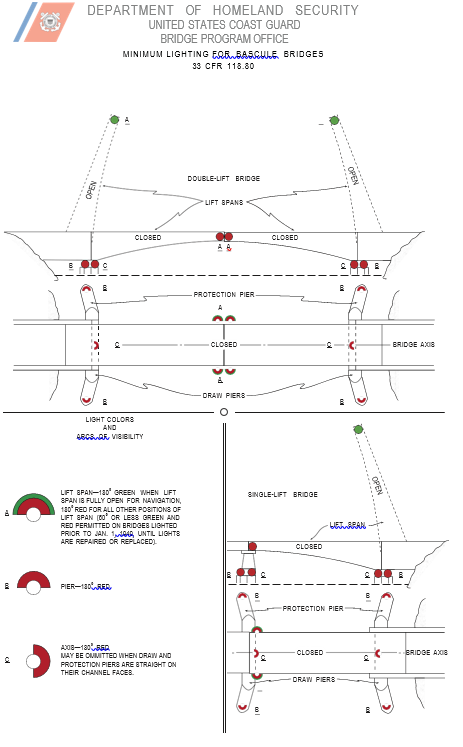 DEPARTMENT OF HOMELAND SECURITY
UNITED STATES COAST GUARD
BRIDGE PROGRAM OFFICE
MINIMUM LIGHTING FOR BASCULE BRIDGES
33 CFR 118.80
A
OPEN
OPEN
DOUBLE-LIFT BRIDGE
LIFT SPANS
CLOSED
CLOSED
A A
B C
C B
B
B
PROTECTION PIER
A
C
CLOSED
C
BRIDGE AXIS
A
DRAW PIERS
B
B
LIGHT COLORS
AND
ARCS OF VISIBILITY
A
LIFT SPAN—180° GREEN WHEN LIFT
SPAN IS FULLY OPEN FOR NAVIGATION,
180° RED FOR ALL OTHER POSITIONS OF
LIFT SPAN (60° OR LESS GREEN AND
RED PERMITTED ON BRIDGES LIGHTED
PRIOR TO JAN. 1, 1949, UNTIL LIGHTS
ARE REPAIRED OR REPLACED).
B
PIER—180° RED
C
AXIS—180° RED
MAY BE OMMITTED WHEN DRAW AND
PROTECTION PIERS ARE STRAIGHT ON
THEIR CHANNEL FACES.
OPEN
SINGLE-LIFT BRIDGE
LIFT SPAN
CLOSED
B C
C B
B
B
PROTECTION PIER
C
CLOSED
C
BRIDGE AXIS
DRAW PIERS
B
B